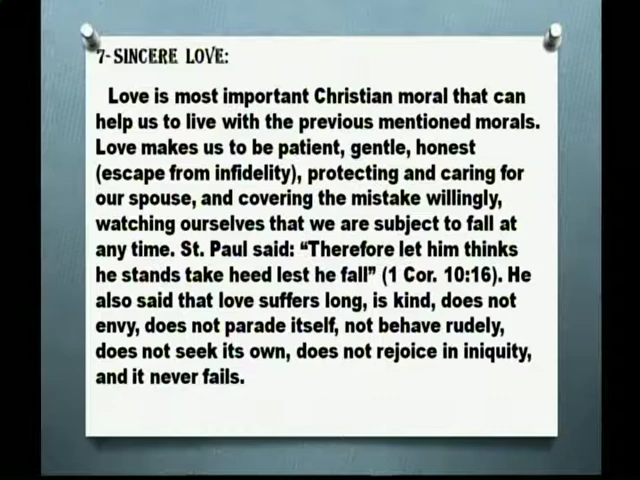 7- SINCERE LOVE:
Love is most important Christian moral that can
help us to live with the previous mentioned morals.
Love makes us to be patient, gentle, honest
(escape from infidelity), protecting and caring for
our spouse, and covering the mistake willingly,
watching ourselves that we are subject to fall at
any time. St. Paul said: “Therefore let him thinks
he stands take heed lest he fall” (1 Cor. 10:16). He
also said that love suffers long, is kind, does not
envy, does not parade itself, not behave rudely,
does not seek its own, does not rejoice in iniquity,
and it never fails.